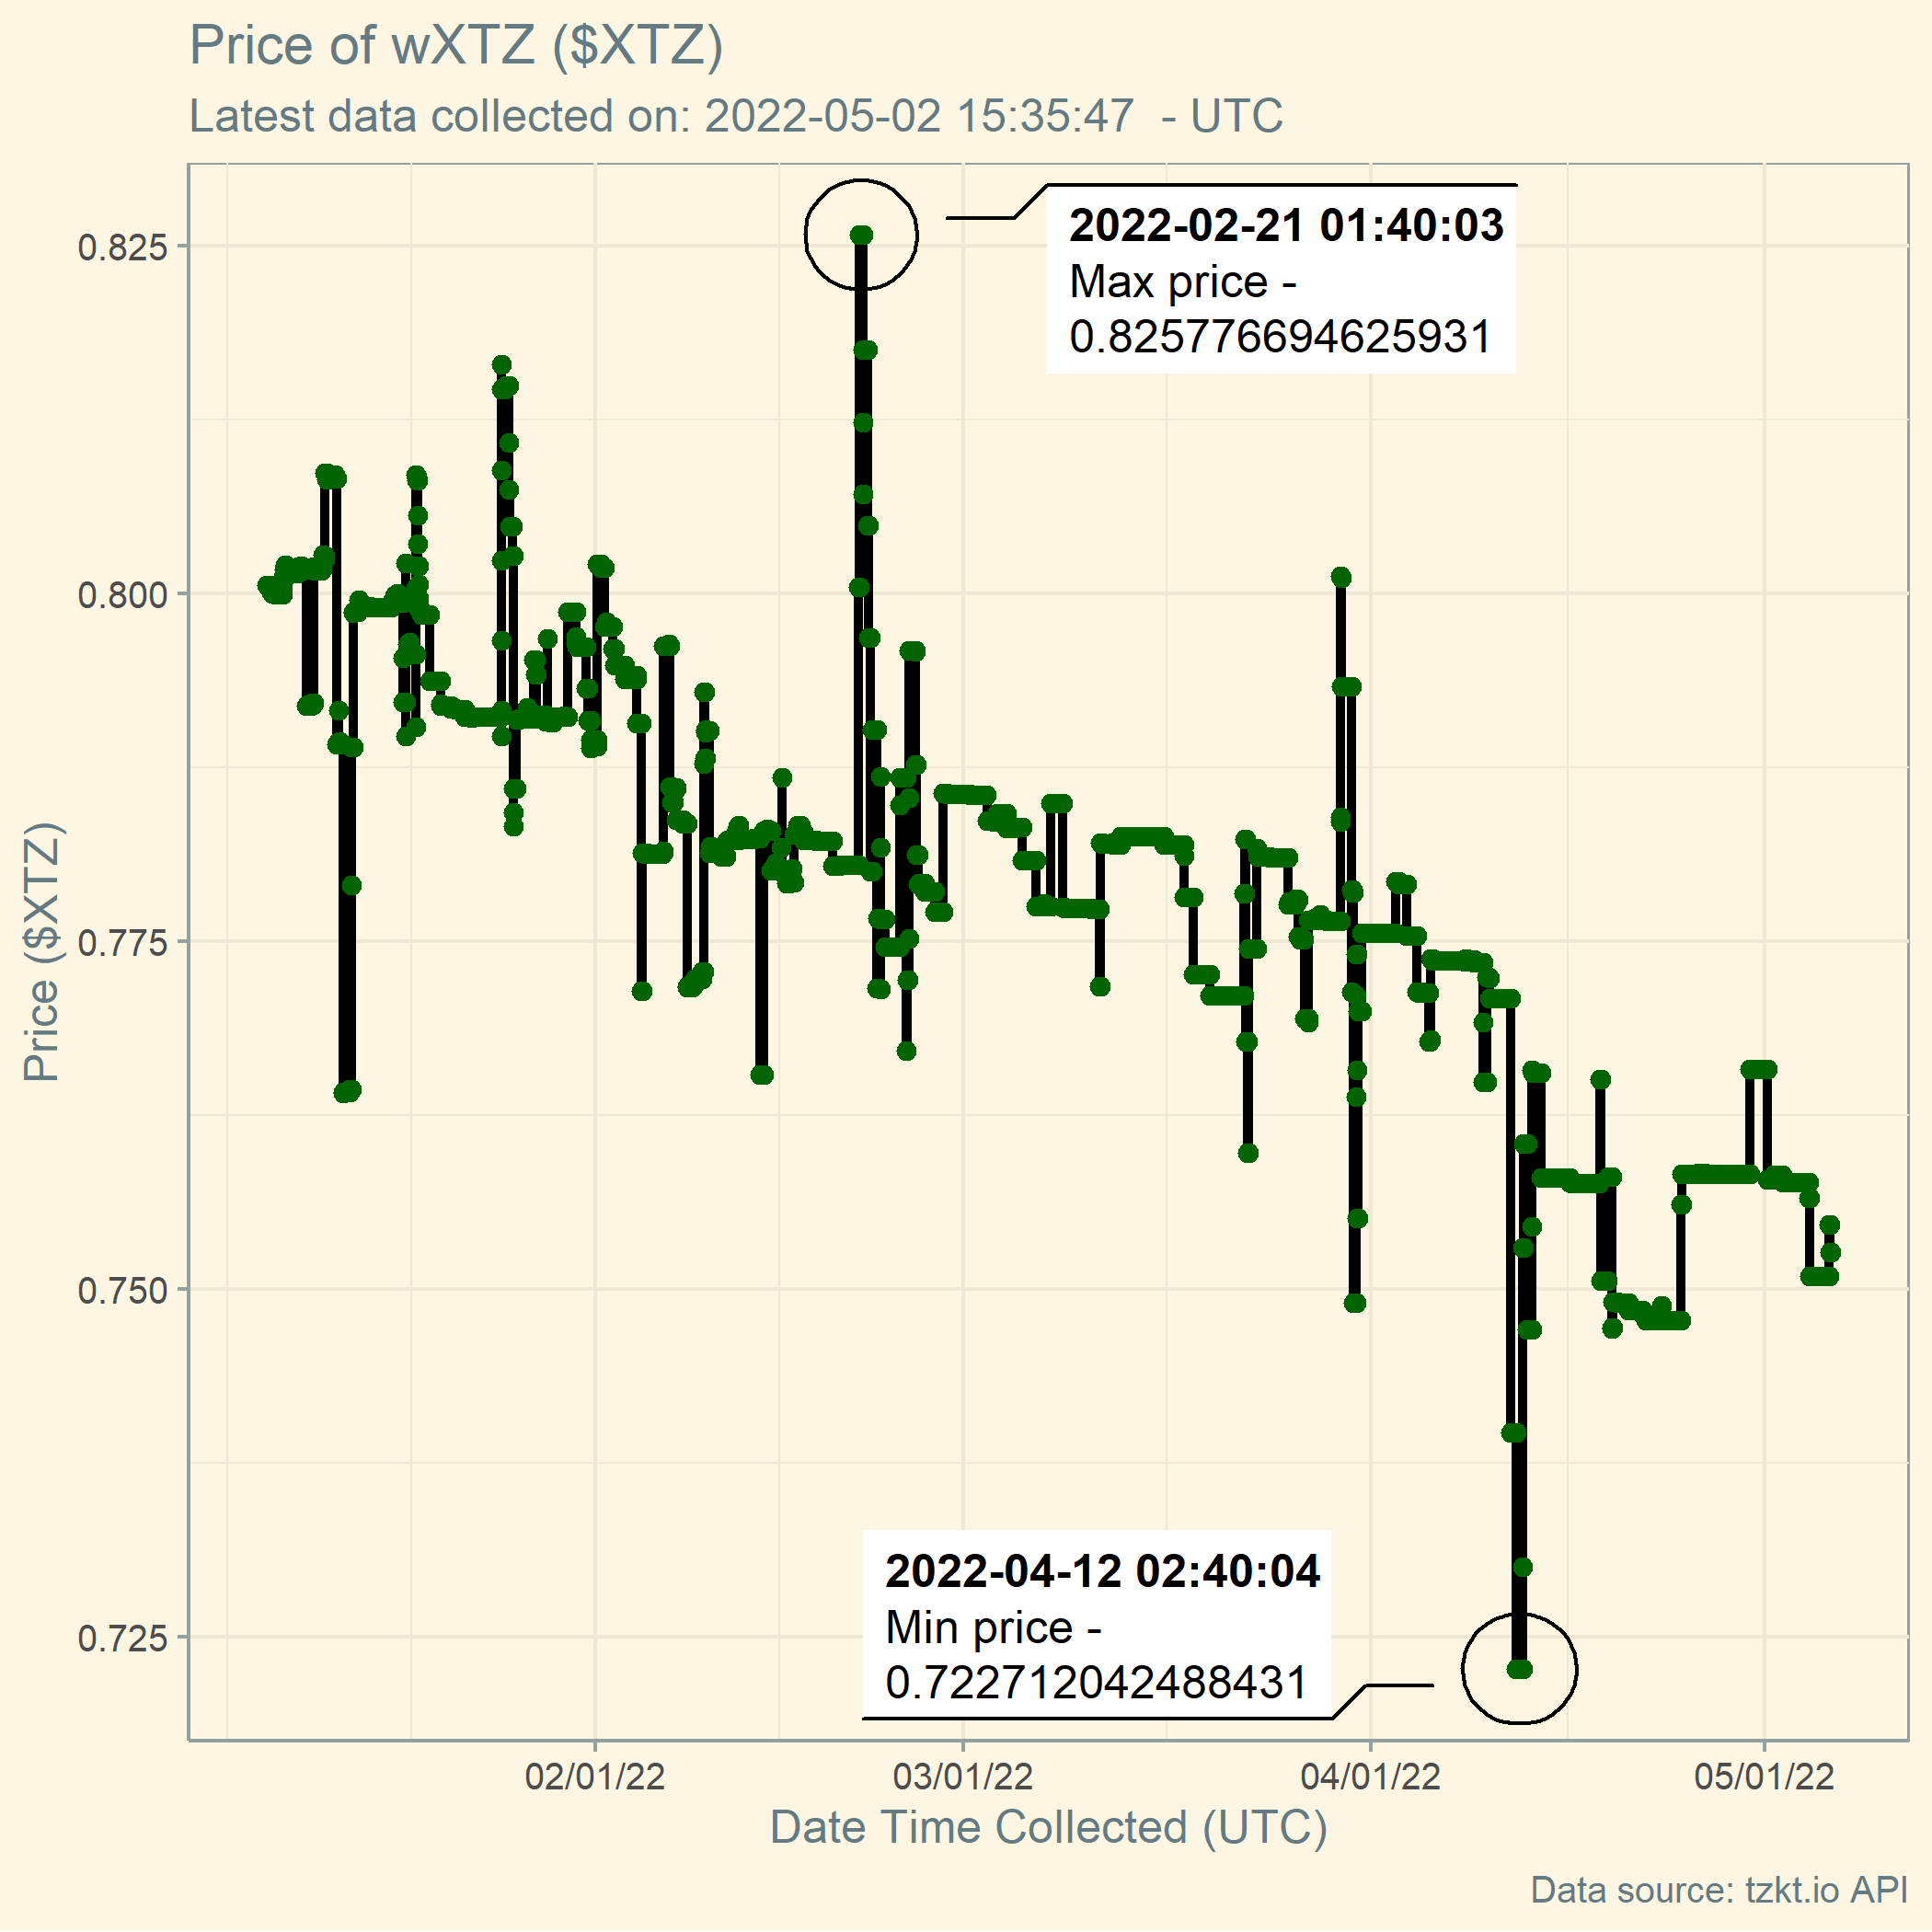 Price of wXTZ ($XTZ)
Latest data collected on: 2022-05-02 15:35:47  - UTC
2022-02-21 01:40:03
Max price -
0.825776694625931
0.825
0.800
0.775
0.750
0.725
Price ($XTZ)
2022-04-12 02:40:04
Min price -
0.722712042488431
02/01/22
03/01/22
04/01/22
05/01/22
Date Time Collected (UTC)
Data source: tzkt.io API